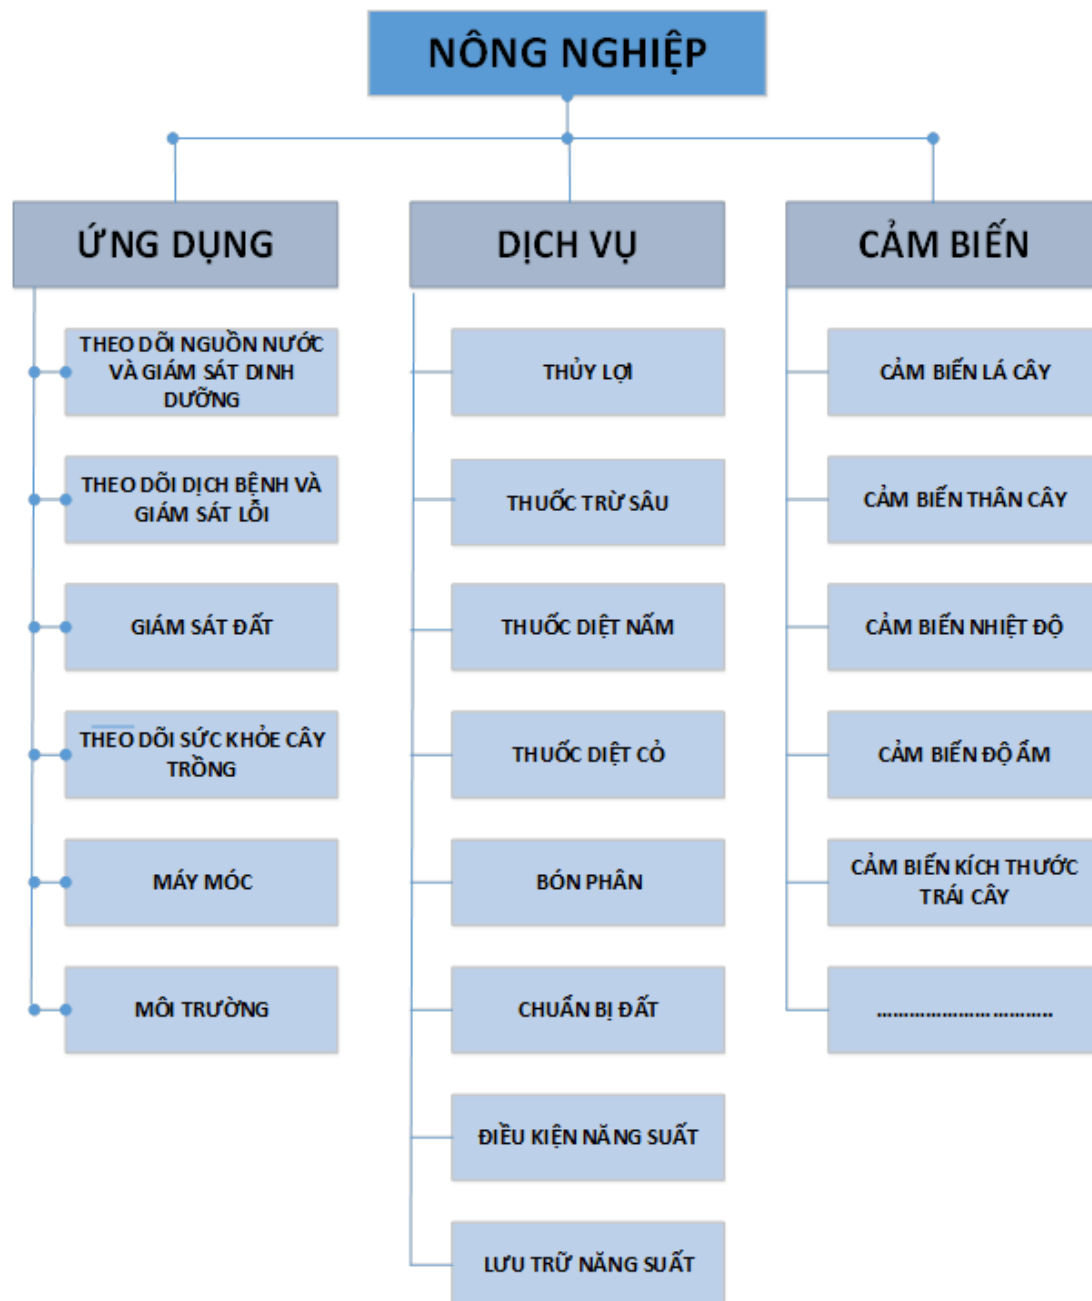 NÔNG NGHIỆP
ỨNG DỤNG
THEO DÕI NGUỒN NƯỚC
VÀ GIÁM SÁT DINH
DƯỠNG
THEO DÕI DỊCH BỆNH VÀ
GIÁM SÁT LỖI
GIÁM SÁT ĐẤT
THEO DÕI SỨC KHỎE CÂY
TRỒNG
MÁY MÓC
MÔI TRƯỜNG
DỊCH VỤ
THỦY LỢI
THUỐC TRỪ SÂU
THUỐC DIỆT NẤM
THUỐC DIỆT CỎ
BÓN PHÂN
CHUẨN BỊ ĐẤT
ĐIỀU KIỆN NĂNG SUẤT
LƯU TRỮ NĂNG SUẤT
CẢM BIẾN
CẢM BIẾN LÁ CÂY
CẢM BIẾN THÂN CÂY
CẢM BIẾN NHIỆT ĐỘ
CẢM BIẾN ĐỘ ẨM
CẢM BIẾN KÍCH THƯỚC
TRÁI CÂY
................................